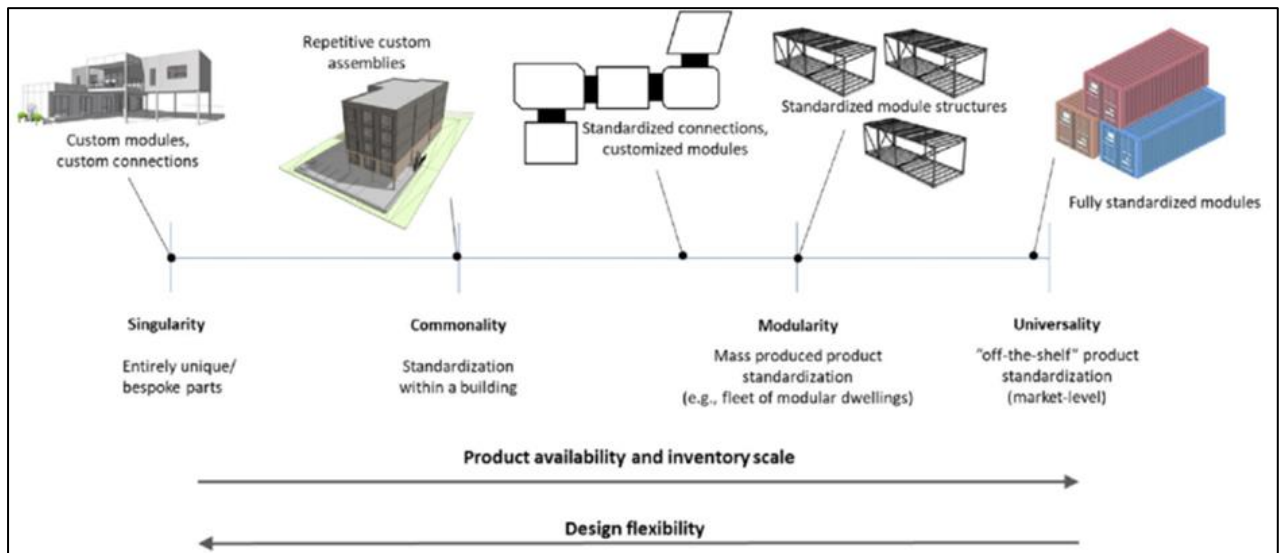 Custom modules,
custom connections
Repetitive custom
assemblies
Standardized connections,
customized modules
Standardized module structures
Fully standardized modules
Singularity
Entirely unique/
bespoke parts
Commonality
Standardization
within a building
Modularity
Mass produced product
standardization
(e.g., fleet of modular dwellings)
Universality
"off-the-shelf" product
standardization
(market-level)
Product availability and inventory scale
Design flexibility